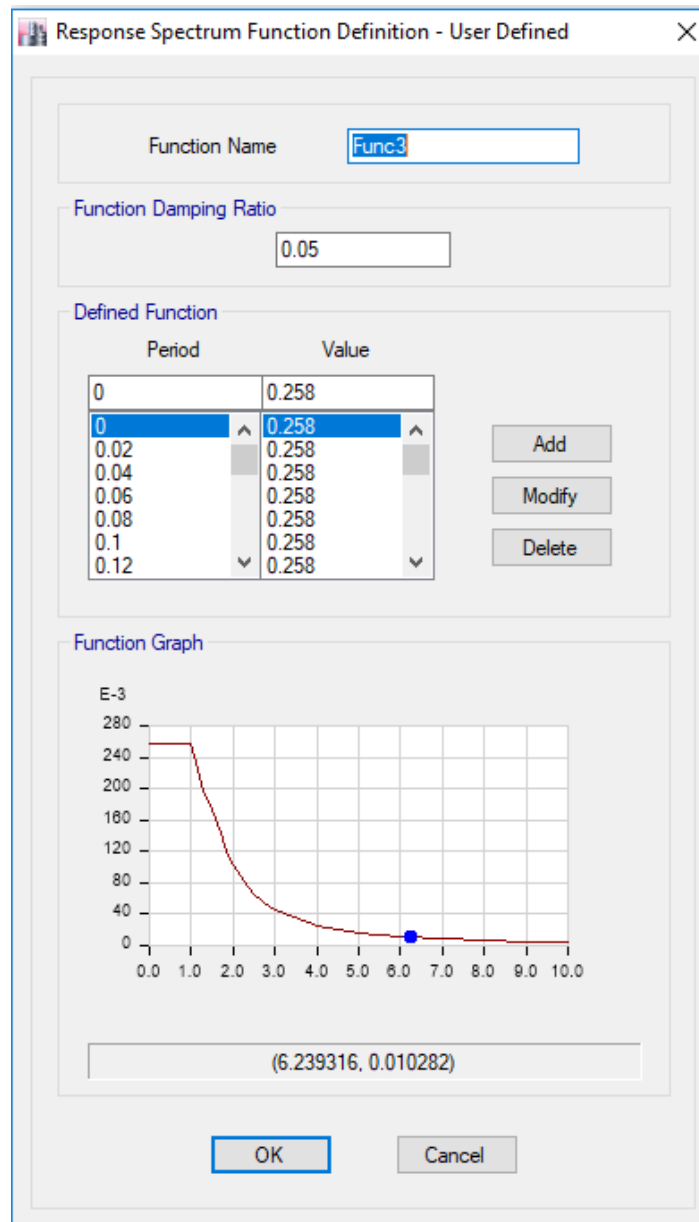 Response Spectrum Function Definition - User Defined
Function Name Func3
Function Damping Ratio
0.05
Defined Function
Period Value
0 0.258
0 0.258
0.02 0.258
0.04 0.258
0.06 0.258
0.08 0.258
0.1 0.258
0.12 0.258
Add
Modify
Delete
Function Graph
E-3
280
240
200
160
120
80
40
0
0.0 1.0 2.0 3.0 4.0 5.0 6.0 7.0 8.0 9.0 10.0
(6.239316, 0.010282)
OK Cancel